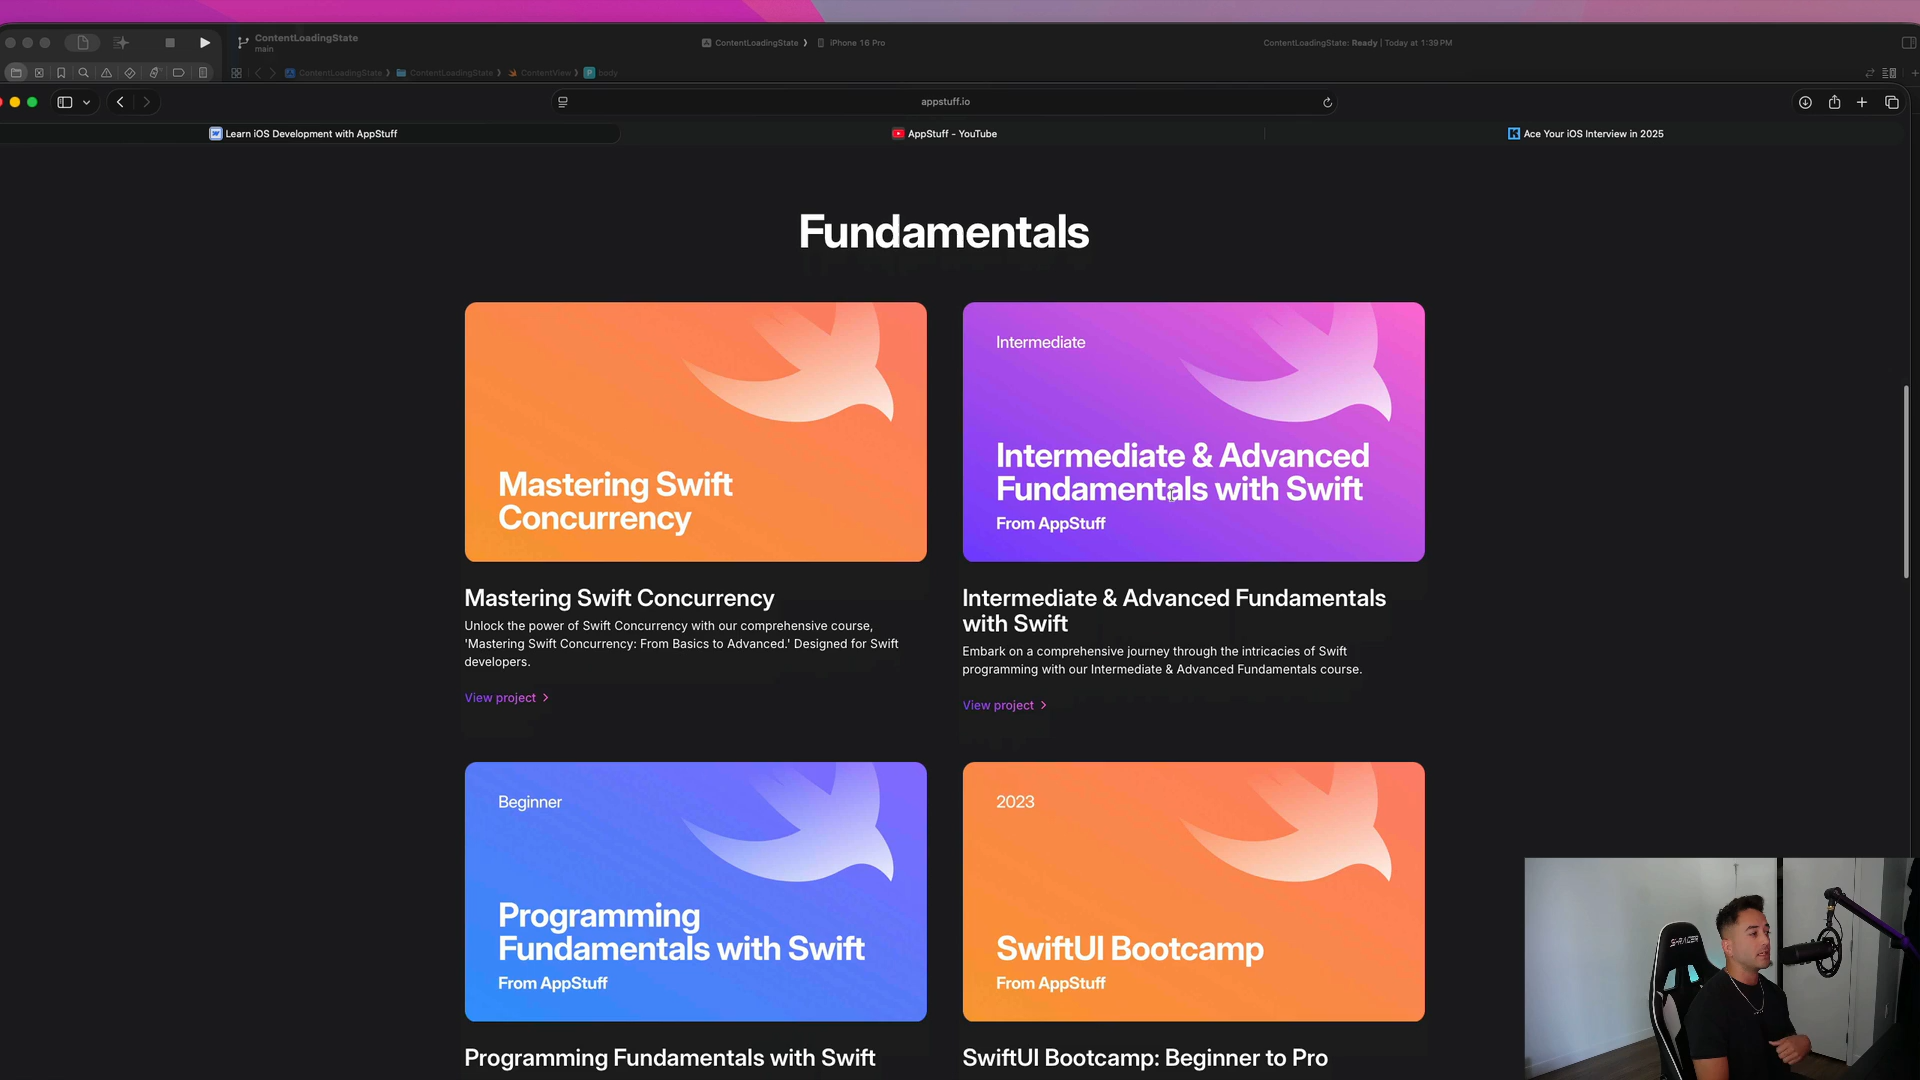 ContentLoadingState
main
ContentLoadingState
iPhone 16 Pro
ContentLoadingState: Ready | Today at 1:39 PM
ContentLoadingState
ContentLoadingState
ContentView
body
appstuff.io
Learn iOS Development with AppStuff
AppStuff - YouTube
Ace Your iOS Interview in 2025
Fundamentals
Mastering Swift
Concurrency
Intermediate
Intermediate & Advanced
Fundamentals with Swift
From AppStuff
Mastering Swift Concurrency
Unlock the power of Swift Concurrency with our comprehensive course,
'Mastering Swift Concurrency: From Basics to Advanced.' Designed for Swift
developers.
View project
Intermediate & Advanced Fundamentals
with Swift
Embark on a comprehensive journey through the intricacies of Swift
programming with our Intermediate & Advanced Fundamentals course.
View project
Beginner
Programming
Fundamentals with Swift
From AppStuff
2023
SwiftUI Bootcamp
From AppStuff
Programming Fundamentals with Swift
SwiftUI Bootcamp: Beginner to Pro
S-RACER